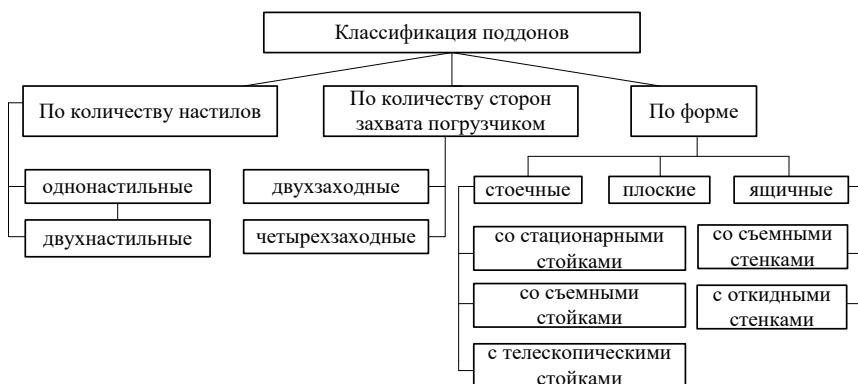 Классификация поддонов
По количеству настилов
По количеству сторон
захвата погрузчиком
По форме
однонастильные
двухнастильные
двухзаходные
четырехзаходные
стоечные
плоские
ящичные
со стационарными
стойками
со съемными
стойками
с телескопическими
стойками
со съемными
стенками
с откидными
стенками